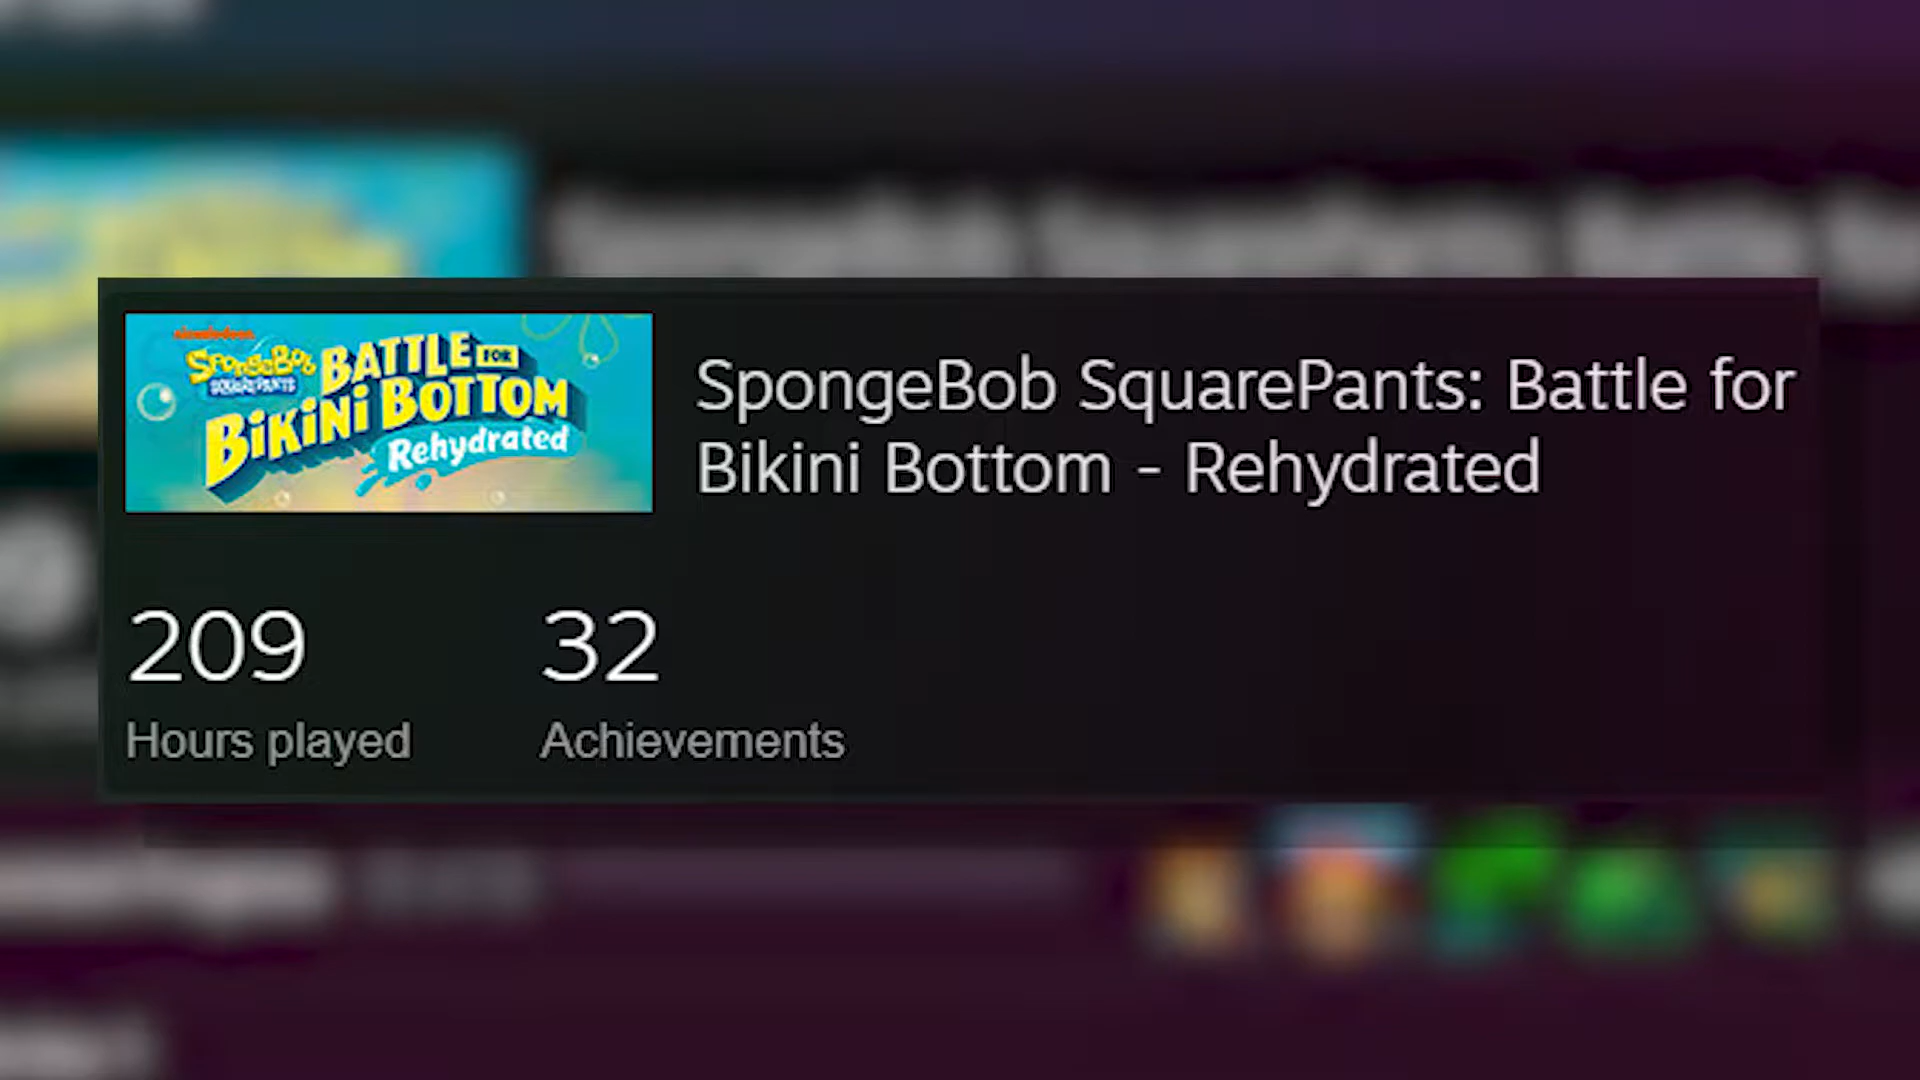 nickelodeon
SpongeBob
SQUAREPANTS
BATTLE FOR
BIKINI BOTTOM
Rehydrated
SpongeBob SquarePants: Battle for
Bikini Bottom - Rehydrated
209
32
Hours played
Achievements